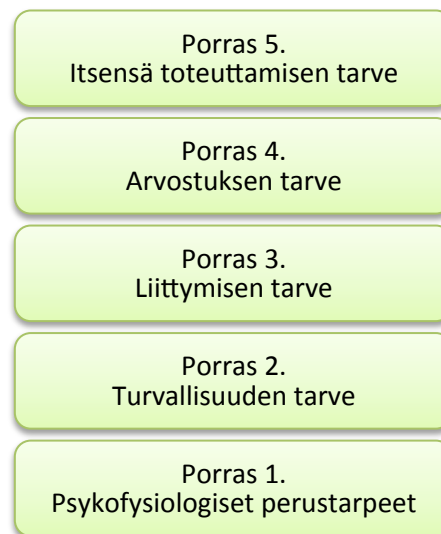 Porras 5.
Itsensä toteuttamisen tarve
Porras 4.
Arvostuksen tarve
Porras 3.
Liittymisen tarve
Porras 2.
Turvallisuuden tarve
Porras 1.
Psykofysiologiset perustarpeet